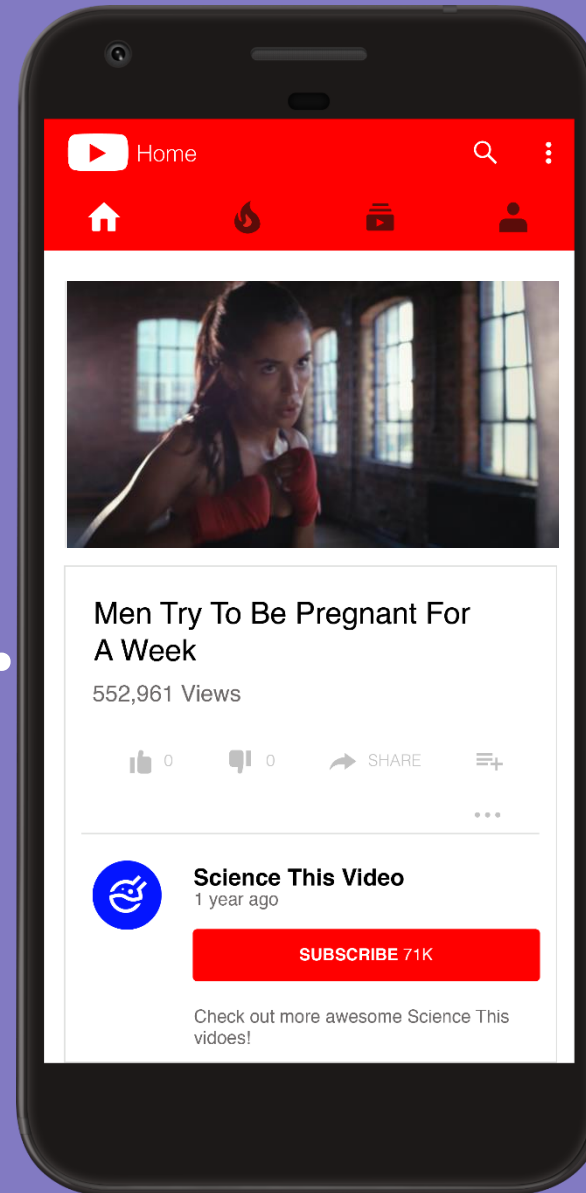 Home
Men Try To Be Pregnant For
A Week
552,961 Views
0 0 SHARE
Science This Video
1 year ago
SUBSCRIBE 71K
Check out more awesome Science This
vidoes!